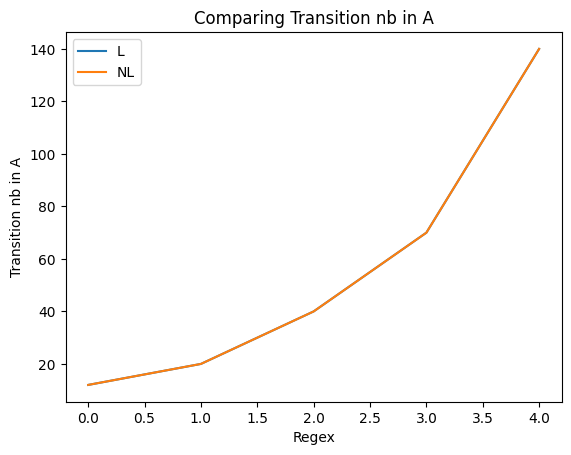 Comparing Transition nb in A
L
NL
Transition nb in A
140
120
100
80
60
40
20
0.0 0.5 1.0 1.5 2.0 2.5 3.0 3.5 4.0
Regex